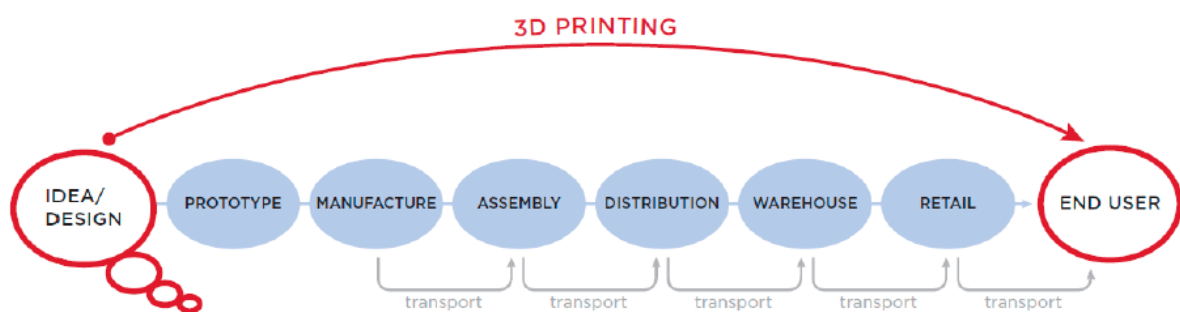 3D PRINTING
IDEA/
DESIGN
PROTOTYPE
MANUFACTURE
ASSEMBLY
DISTRIBUTION
WAREHOUSE
RETAIL
END USER
transport
transport
transport
transport
transport